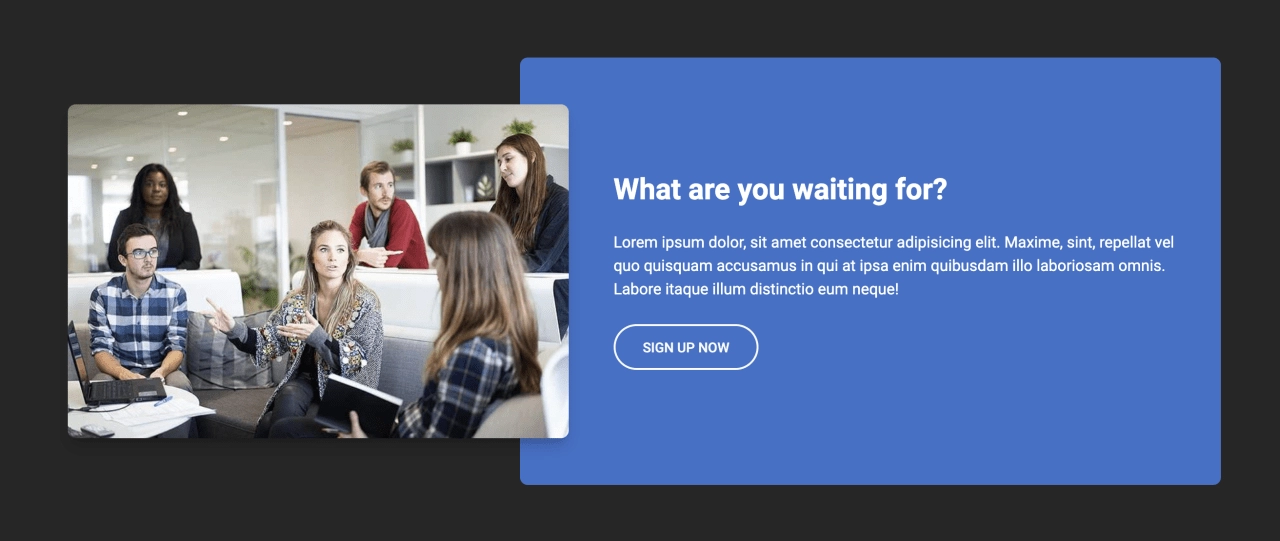 What are you waiting for?
Lorem ipsum dolor, sit amet consectetur adipisicing elit. Maxime, sint, repellat vel
quo quisquam accusamus in qui at ipsa enim quibusdam illo laboriosam omnis.
Labore itaque illum distinctio eum neque!
SIGN UP NOW